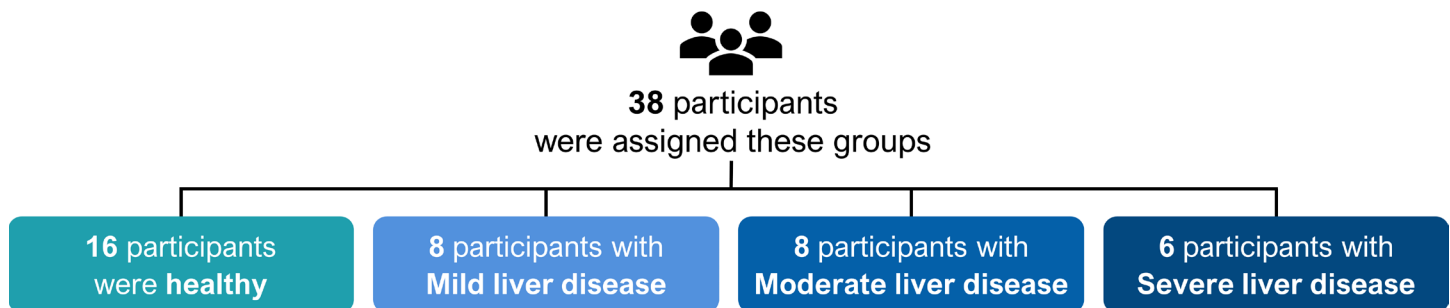 38 participants
were assigned these groups
16 participants
were healthy
8 participants with
Mild liver disease
8 participants with
Moderate liver disease
6 participants with
Severe liver disease